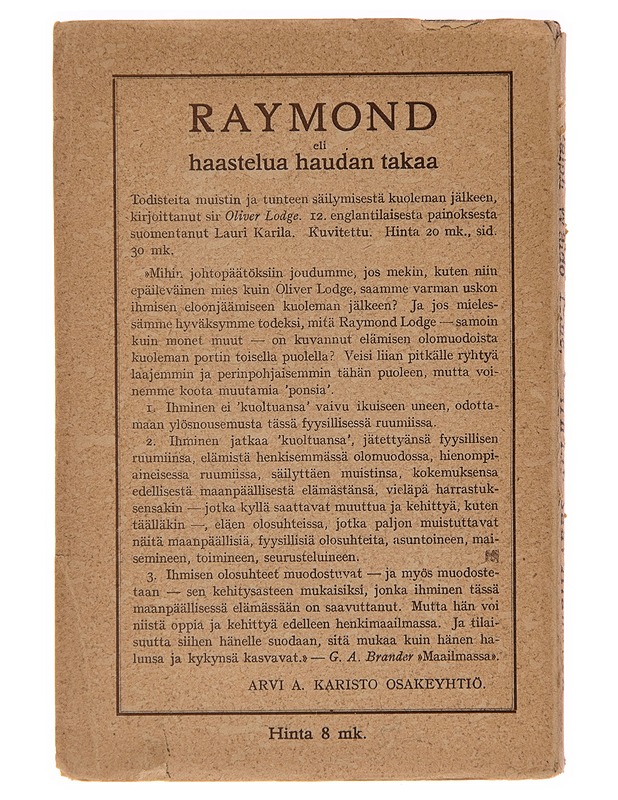 RAYMOND
eli
haastelua haudan takaa
Todisteita muistin ja tunteen säilymisestä kuoleman jälkeen,
kirjoittanut sir Oliver Lodge. 12. englantilaisesta painoksesta
suomentanut Lauri Karila. Kuvitettu. Hinta 20 mk., sid.
30 mk.
»Mihin johtopäätöksiin joudumme, jos mekin, kuten niin
epäileväinen mies kuin Oliver Lodge, saamme varman uskon
ihmisen eloonjäämiseen kuoleman jälkeen? Ja jos mieles-
sämme hyväksymme todeksi, mitä Raymond Lodge — samoin
kuin monet muut — on kuvannut elämisen olomuodoista
kuoleman portin toisella puolella? Veisi liian pitkälle ryhtyä
laajemmin ja perinpohjaisemmin tähän puoleen, mutta voi-
nemme koota muutamia 'ponsia'.
1. Ihminen ei 'kuoltuansa' vaivu ikuiseen uneen, odotta-
maan ylösnousemusta tässä fyysillisessä ruumiissa.
2. Ihminen jatkaa 'kuoltuansa', jätettyänsä fyysillisen
ruumiinsa, elämistä henkisemmässä olomuodossa, hienompi-
aineisessa ruumiissa, säilyttäen muistinsa, kokemuksensa
edellisestä maanpäällisestä elämästänsä, vieläpä harrastuk-
sensakin — jotka kyllä saattavat muuttua ja kehittyä, kuten
täälläkin —, eläen olosuhteissa, jotka paljon muistuttavat
näitä maanpäällisiä, fyysillisiä olosuhteita, asuntoineen, mai-
semineen, toimineen, seurusteluineen.
3. Ihmisen olosuhteet muodostuvat — ja myös muodoste-
taan — sen kehitysasteen mukaisiksi, jonka ihminen tässä
maanpäällisessä elämässään on saavuttanut. Mutta hän voi
niistä oppia ja kehittyä edelleen henkimaailmassa. Ja tilai-
suutta siihen hänelle suodaan, sitä mukaa kuin hänen ha-
lunsa ja kykynsä kasvavat.» — G. A. Brander »Maailmassa».
ARVI A. KARISTO OSAKEYHTIÖ.
Hinta 8 mk.